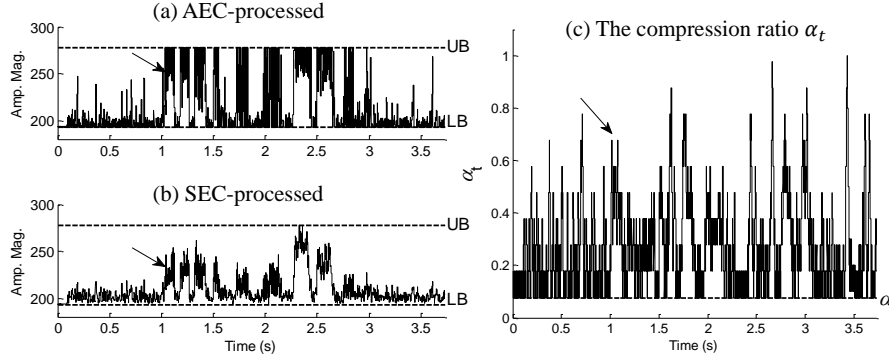 (a) AEC-processed
300
250
200
Amp. Mag.
UB
LB
0 0.5 1 1.5 2 2.5 3 3.5
(b) SEC-processed
300
250
200
Amp. Mag.
UB
LB
0 0.5 1 1.5 2 2.5 3 3.5
Time (s)
(c) The compression ratio αt
1
0.8
0.6
0.4
0.2
0
αt
α
0 0.5 1 1.5 2 2.5 3 3.5
Time (s)